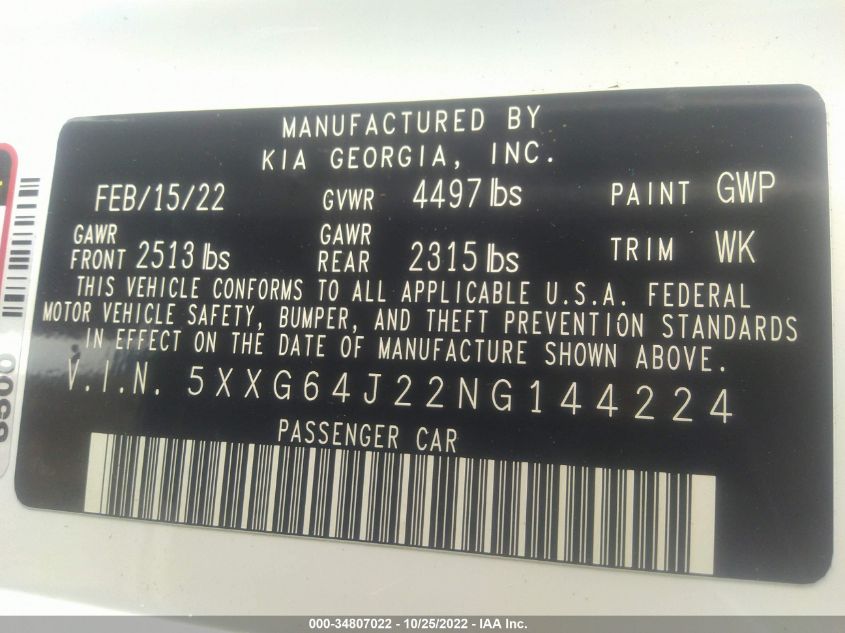 MANUFACTURED BY
KIA GEORGIA, INC.
FEB/15/22 GVWR 4497 lbs PAINT GWP
GAWR FRONT 2513 lbs GAWR REAR 2315 lbs TRIM WK
THIS VEHICLE CONFORMS TO ALL APPLICABLE U.S.A. FEDERAL
MOTOR VEHICLE SAFETY, BUMPER, AND THEFT PREVENTION STANDARDS
IN EFFECT ON THE DATE OF MANUFACTURE SHOWN ABOVE.
V.I.N. 5XXG64J22NG144224
PASSENGER CAR
000-34807022 - 10/25/2022 - IAA Inc.